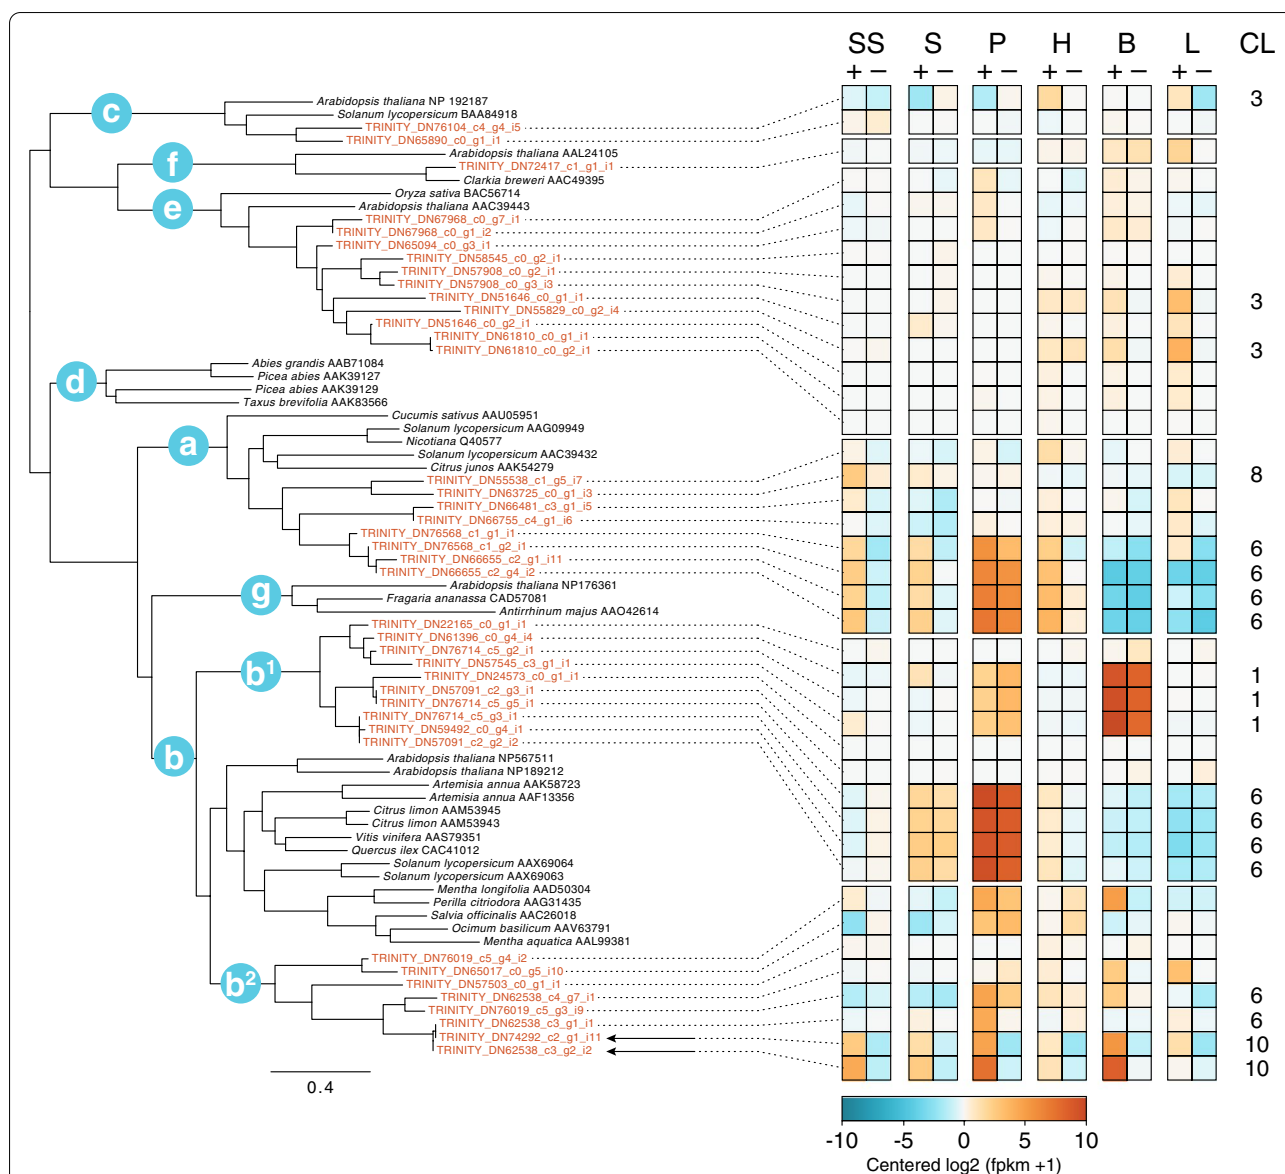 SS S P H B L CL
+ − + − + − + − + − + −
c
Arabidopsis thaliana NP 192187
Solanum lycopersicum BAA84918
TRINITY_DN76104_c4_g4_i5
TRINITY_DN65890_c0_g1_i1
3
f
Arabidopsis thaliana AAL24105
TRINITY_DN72417_c1_g1_i1
Clarkia breweri AAC49395
e
Oryza sativa BAC56714
Arabidopsis thaliana AAC39443
TRINITY_DN67968_c0_g7_i1
TRINITY_DN67968_c0_g1_i2
TRINITY_DN65094_c0_g3_i1
TRINITY_DN58545_c0_g2_i1
TRINITY_DN57908_c0_g2_i1
TRINITY_DN57908_c0_g3_i3
TRINITY_DN51646_c0_g1_i1
3
TRINITY_DN55829_c0_g2_i4
TRINITY_DN51646_c0_g2_i1
TRINITY_DN61810_c0_g1_i1
TRINITY_DN61810_c0_g2_i1
3
d
Abies grandis AAB71084
Picea abies AAK39127
Picea abies AAK39129
Taxus brevifolia AAK83566
a
Cucumis sativus AAU05951
Solanum lycopersicum AAG09949
Nicotiana Q40577
Solanum lycopersicum AAC39432
Citrus junos AAK54279
TRINITY_DN55538_c1_g5_i7
8
TRINITY_DN63725_c0_g1_i3
TRINITY_DN66481_c3_g1_i5
TRINITY_DN66755_c4_g1_i6
TRINITY_DN76568_c1_g1_i1
TRINITY_DN76568_c1_g2_i1
6
TRINITY_DN66655_c2_g1_i11
6
TRINITY_DN66655_c2_g4_i2
g
Arabidopsis thaliana NP176361
Fragaria ananassa CAD57081
6
Antirrhinum majus AAO42614
6
b1
TRINITY_DN22165_c0_g1_i1
TRINITY_DN61396_c0_g4_i4
TRINITY_DN76714_c5_g2_i1
TRINITY_DN57545_c3_g1_i1
TRINITY_DN24573_c0_g1_i1
1
TRINITY_DN57091_c2_g3_i1
TRINITY_DN76714_c5_g5_i1
1
TRINITY_DN76714_c5_g3_i1
1
TRINITY_DN59492_c0_g4_i1
TRINITY_DN57091_c2_g2_i2
b
Arabidopsis thaliana NP567511
Arabidopsis thaliana NP189212
Artemisia annua AAK58723
Artemisia annua AAF13356
6
Citrus limon AAM53945
Citrus limon AAM53943
6
Vitis vinifera AAS79351
Quercus ilex CAC41012
6
Solanum lycopersicum AAX69064
6
Solanum lycopersicum AAX69063
Mentha longifolia AAD50304
Perilla citriodora AAG31435
Salvia officinalis AAC26018
Ocimum basilicum AAV63791
Mentha aquatica AAL99381
b2
TRINITY_DN76019_c5_g4_i2
TRINITY_DN65017_c0_g5_i10
TRINITY_DN57503_c0_g1_i1
TRINITY_DN62538_c4_g7_i1
6
TRINITY_DN76019_c5_g3_i9
TRINITY_DN62538_c3_g1_i1
6
TRINITY_DN74292_c2_g1_i11
10
TRINITY_DN62538_c3_g2_i2
10
0.4
-10 -5 0 5 10
Centered log2 (fpkm +1)